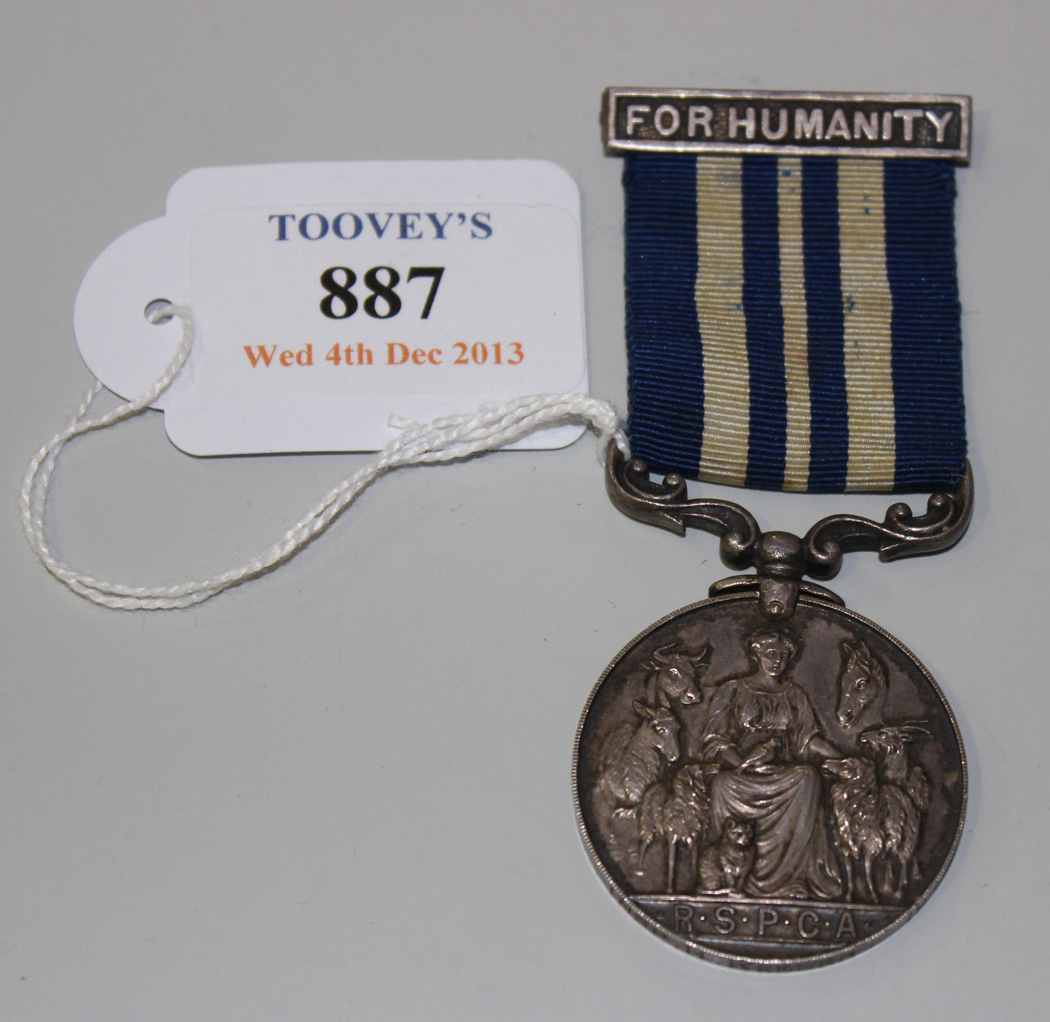 FOR HUMANITY
TOOVEY'S
887
Wed 4th Dec 2013
R·S·P·C·A·